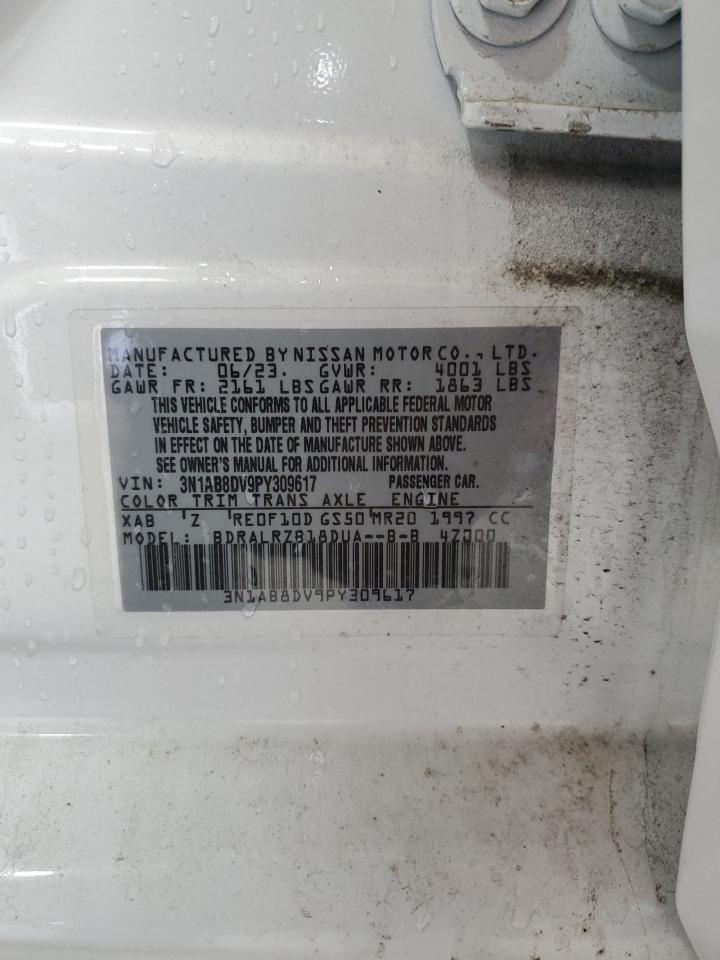 MANUFACTURED BY NISSAN MOTOR CO., LTD.
DATE: 06/23. GVWR: 4001 LBS
GAWR FR: 2161 LBS GAWR RR: 1863 LBS
THIS VEHICLE CONFORMS TO ALL APPLICABLE FEDERAL MOTOR
VEHICLE SAFETY, BUMPER AND THEFT PREVENTION STANDARDS
IN EFFECT ON THE DATE OF MANUFACTURE SHOWN ABOVE.
SEE OWNER'S MANUAL FOR ADDITIONAL INFORMATION.
VIN: 3N1AB8DV9PY309617 PASSENGER CAR.
COLOR TRIM TRANS AXLE ENGINE
XAB 'Z RE0F10D GS50 MR20 1997 CC
MODEL: BDRALRZB18DUA--B-B 4Z000
3N1AB8DV9PY309617